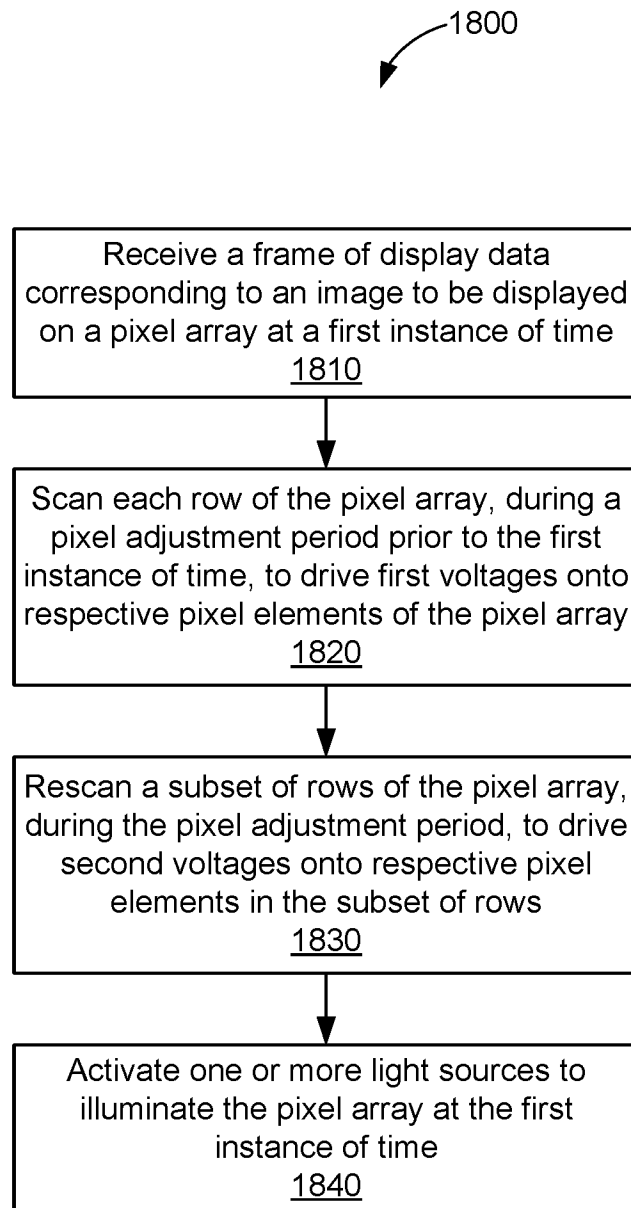 1800
Receive a frame of display data
corresponding to an image to be displayed
on a pixel array at a first instance of time
1810
Scan each row of the pixel array, during a
pixel adjustment period prior to the first
instance of time, to drive first voltages onto
respective pixel elements of the pixel array
1820
Rescan a subset of rows of the pixel array,
during the pixel adjustment period, to drive
second voltages onto respective pixel
elements in the subset of rows
1830
Activate one or more light sources to
illuminate the pixel array at the first
instance of time
1840